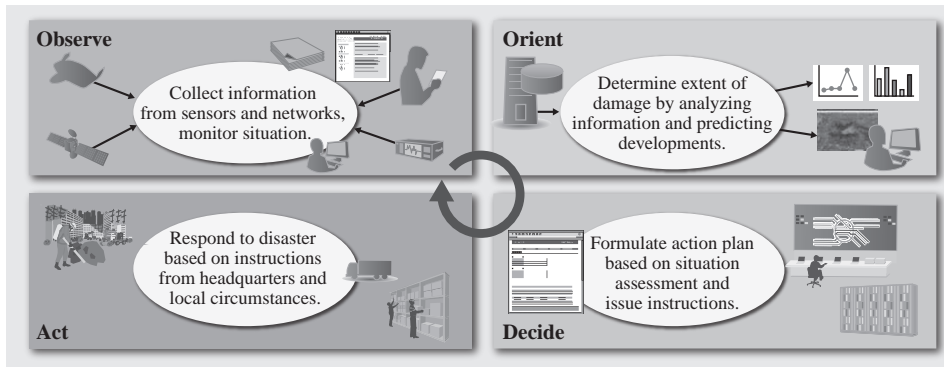 Observe
Collect information
from sensors and networks,
monitor situation.
Orient
Determine extent of
damage by analyzing
information and predicting
developments.
Respond to disaster
based on instructions
from headquarters and
local circumstances.
Act
Formulate action plan
based on situation
assessment and
issue instructions.
Decide